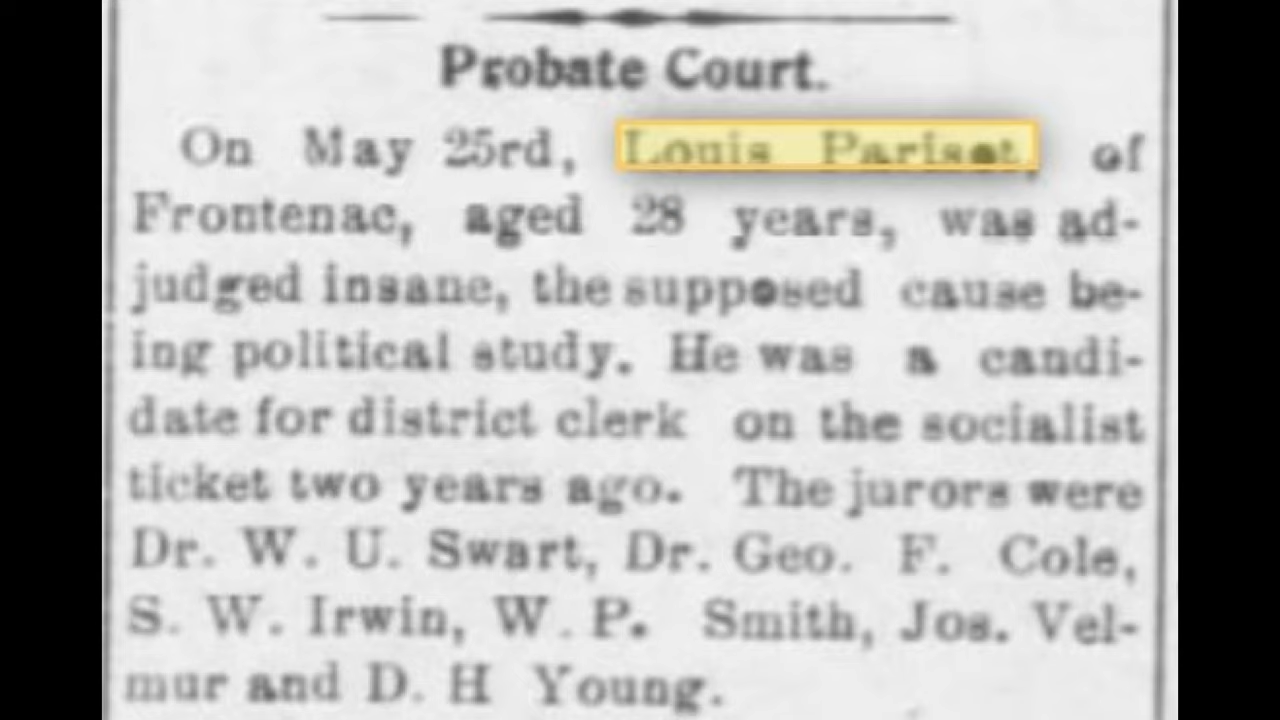 Probate Court.
On May 25rd, Louis Parisot, of
Frontenac, aged 28 years, was ad-
judged insane, the supposed cause be-
ing political study. He was a candi-
date for district clerk on the socialist
ticket two years ago. The jurors were
Dr. W. U. Swart, Dr. Geo. F. Cole,
S. W. Irwin, W. P. Smith, Jos. Vel-
mur and D. H Young.